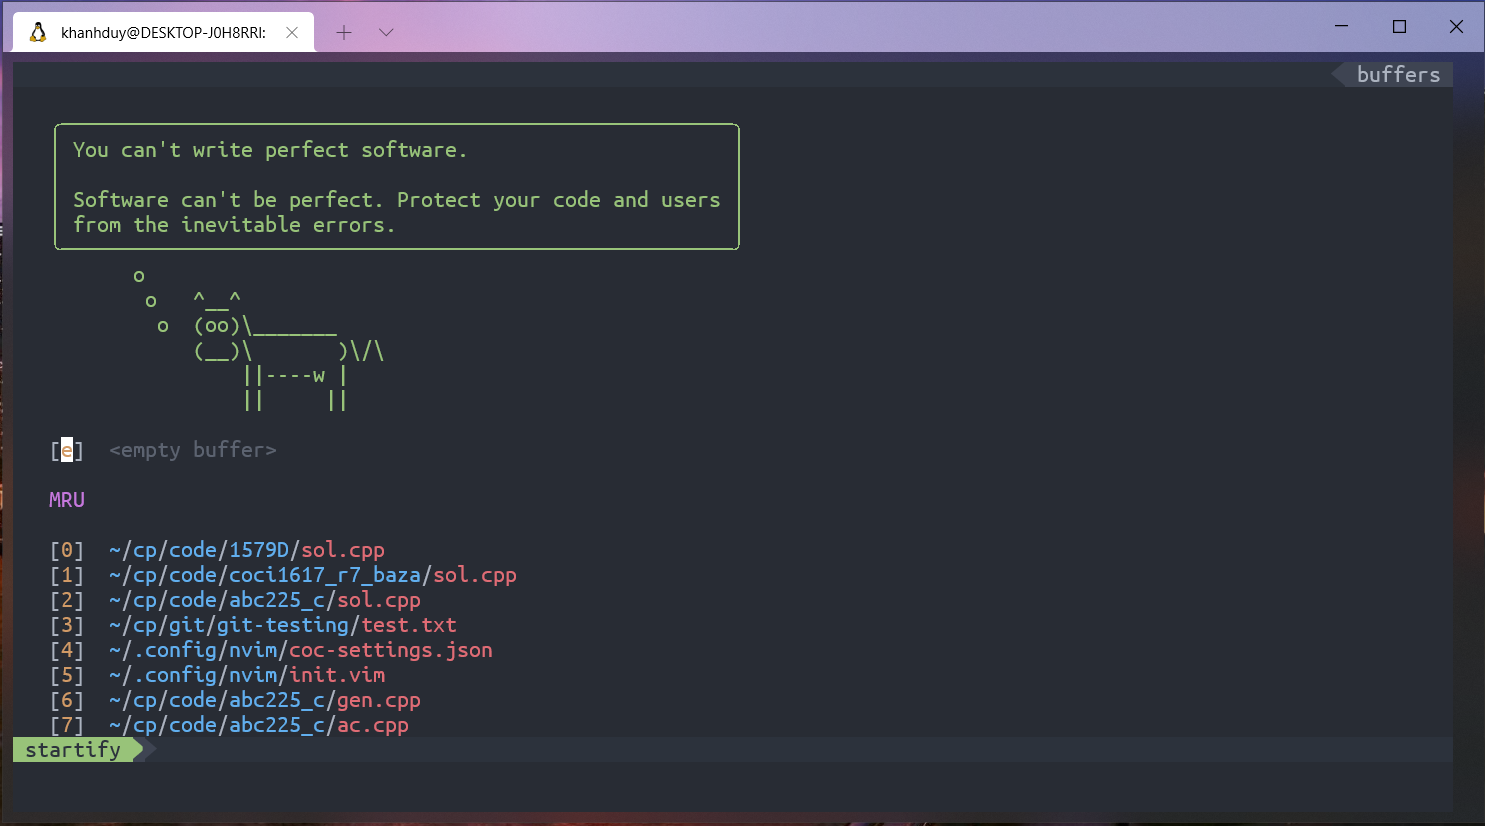 khanhduy@DESKTOP-J0H8RRI:
buffers
You can't write perfect software.
Software can't be perfect. Protect your code and users
from the inevitable errors.
        o
         o   ^__^
          o  (oo)\_______
             (__)\       )\/\
                 ||----w |
                 ||     ||
[e]  <empty buffer>
MRU
[0]  ~/cp/code/1579D/sol.cpp
[1]  ~/cp/code/coci1617_r7_baza/sol.cpp
[2]  ~/cp/code/abc225_c/sol.cpp
[3]  ~/cp/git/git-testing/test.txt
[4]  ~/.config/nvim/coc-settings.json
[5]  ~/.config/nvim/init.vim
[6]  ~/cp/code/abc225_c/gen.cpp
[7]  ~/cp/code/abc225_c/ac.cpp
startify